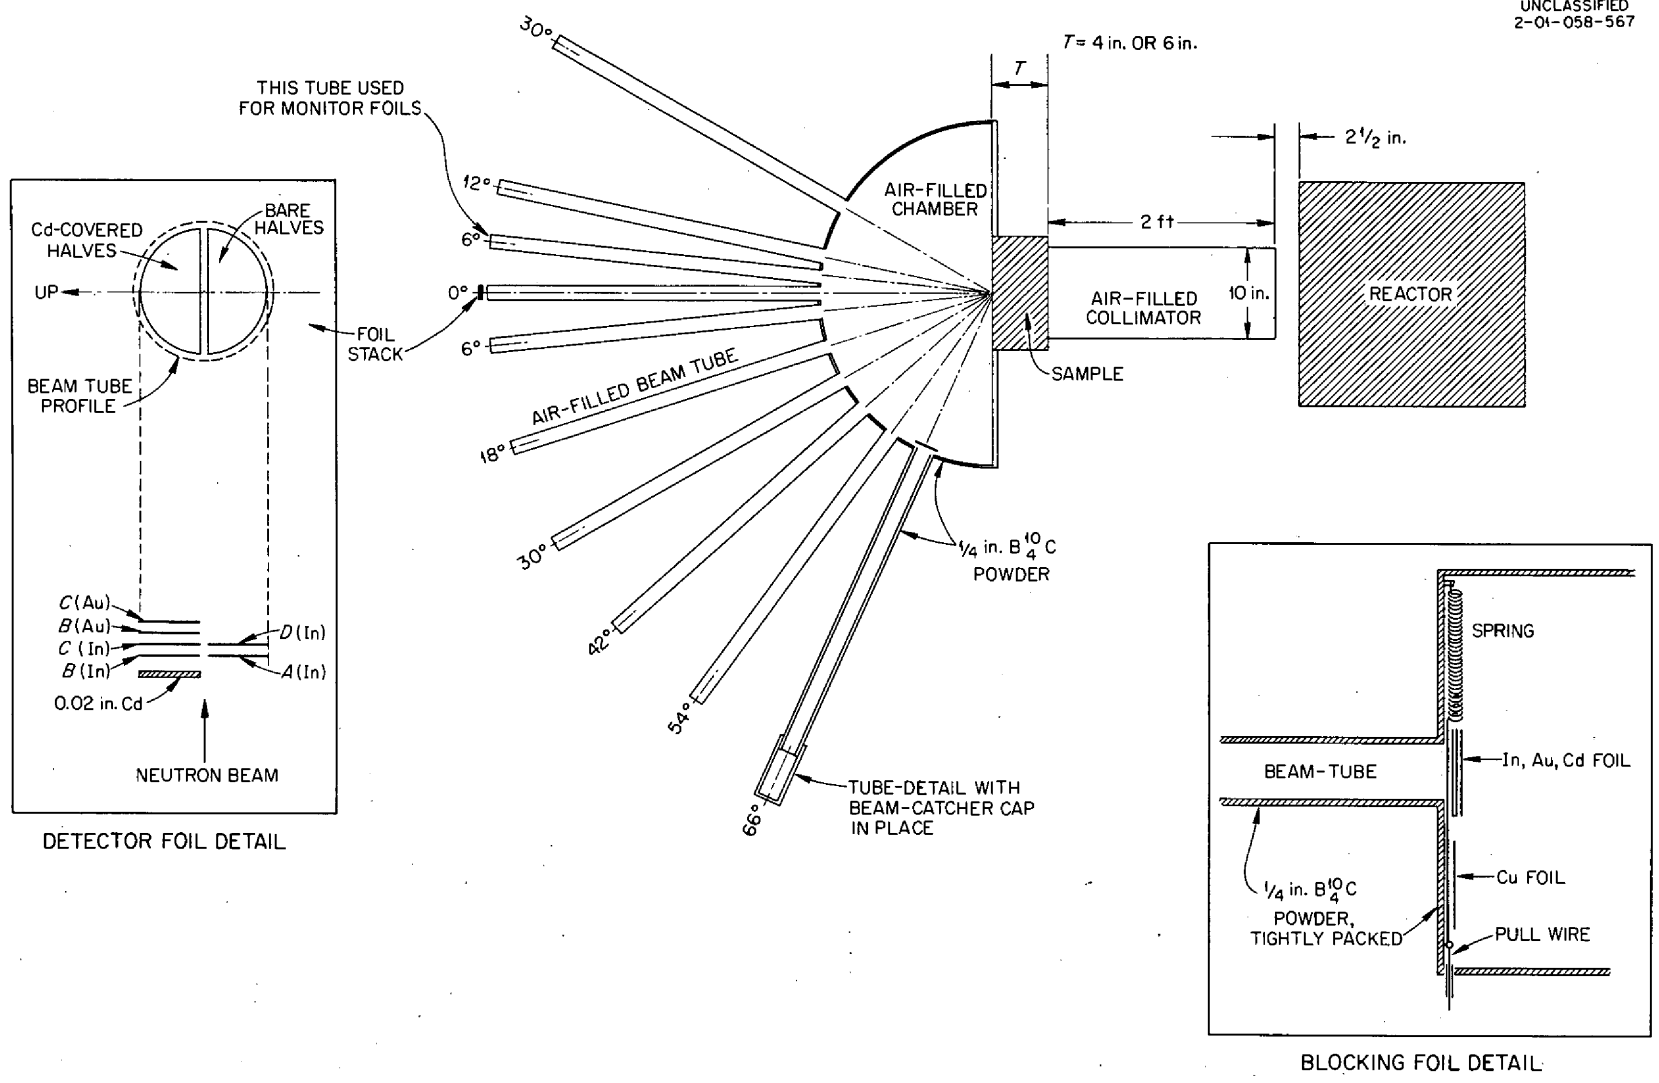 UNCLASSIFIED
2-01-058-567
T = 4 in. OR 6 in.
T
30°
THIS TUBE USED
FOR MONITOR FOILS
12°
6°
0°
6°
18°
30°
42°
54°
66°
AIR-FILLED
CHAMBER
2 1/2 in.
2 ft
10 in.
AIR-FILLED
COLLIMATOR
REACTOR
SAMPLE
AIR-FILLED BEAM TUBE
1/4 in. B₄¹⁰C
POWDER
TUBE-DETAIL WITH
BEAM-CATCHER CAP
IN PLACE
Cd-COVERED
HALVES
BARE
HALVES
UP
FOIL
STACK
BEAM TUBE
PROFILE
C (Au)
B (Au)
C (In)
B (In)
D (In)
A (In)
0.02 in. Cd
NEUTRON BEAM
DETECTOR FOIL DETAIL
SPRING
BEAM-TUBE
In, Au, Cd FOIL
Cu FOIL
1/4 in. B₄¹⁰C
POWDER,
TIGHTLY PACKED
PULL WIRE
BLOCKING FOIL DETAIL